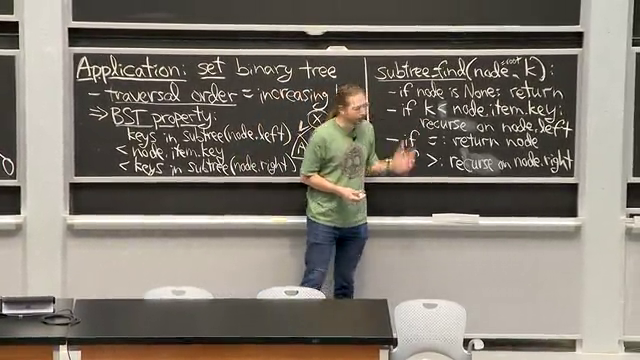 Application: set binary tree
- traversal order = increasing
⇒ BST property:
keys in subtree(node.left)
< node.item.key
< keys in subtree(node.right)
X
subtree_find(node, k):
root
- if node is None: return
- if k < node.item.key:
recurse on node.left
- if = : return node
if > : recurse on node.right